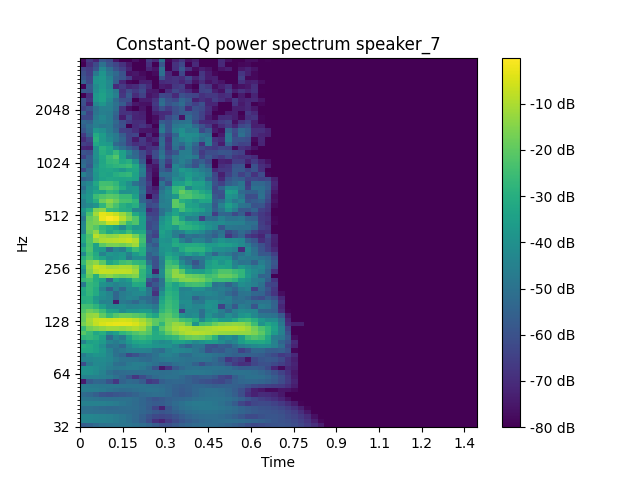 Constant-Q power spectrum speaker_7
Hz
2048
1024
512
256
128
64
32
0 0.15 0.3 0.45 0.6 0.75 0.9 1.1 1.2 1.4
Time
-10 dB
-20 dB
-30 dB
-40 dB
-50 dB
-60 dB
-70 dB
-80 dB